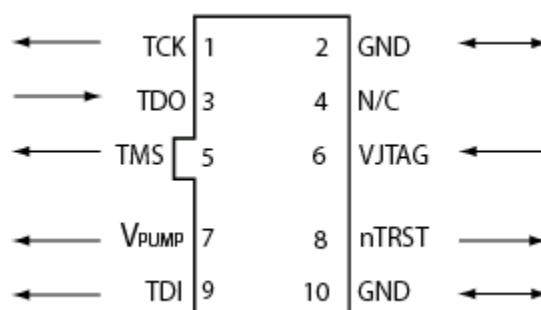 TCK 1 2 GND
TDO 3 4 N/C
TMS 5 6 VJTAG
VPUMP 7 8 nTRST
TDI 9 10 GND